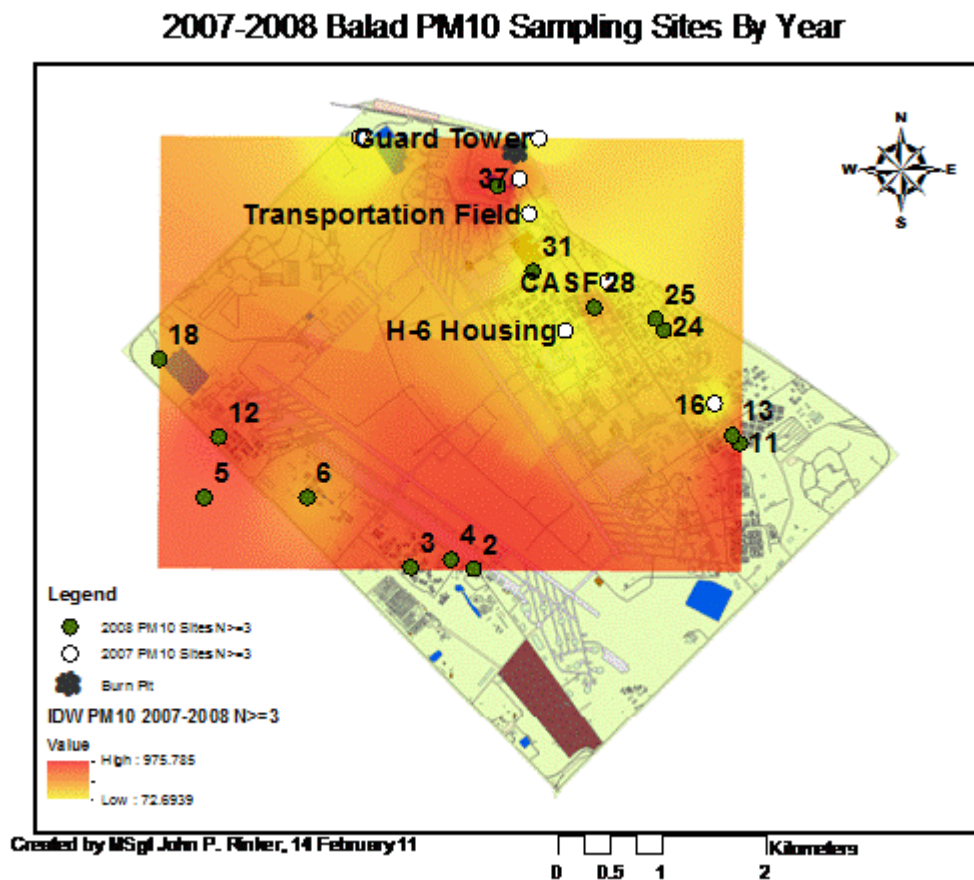 2007-2008 Balad PM10 Sampling Sites By Year
N
W E
S
Guard Tower
37
Transportation Field
31
CASF 28
25
24
H-6 Housing
18
16
13
11
12
5
6
3
4
2
Legend
2008 PM10 Sites N>=3
2007 PM10 Sites N>=3
Burn Pit
IDW PM10 2007-2008 N>=3
Value
High : 975.785
Low : 72.6939
Created by MSgt John P. Rinker, 14 February 11
Kilometers
0 0.5 1 2